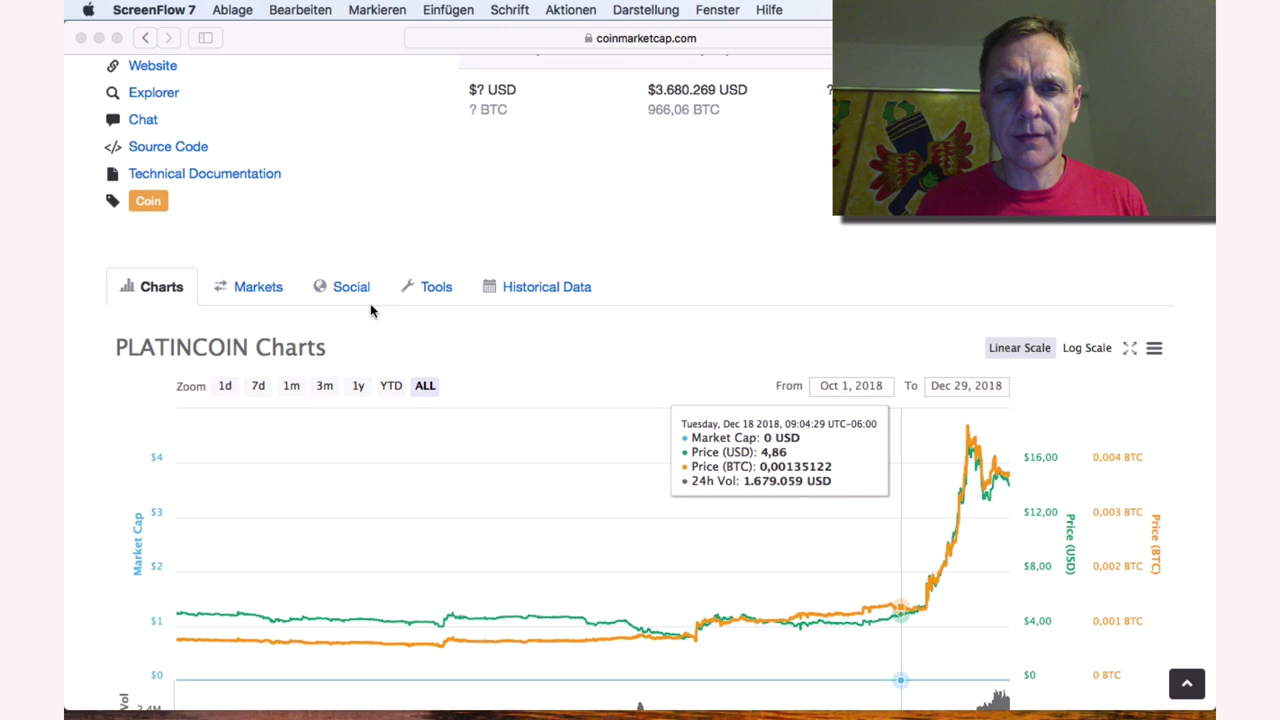 ScreenFlow 7 Ablage Bearbeiten Markieren Einfügen Schrift Aktionen Darstellung Fenster Hilfe
coinmarketcap.com
Website
Explorer
Chat
Source Code
Technical Documentation
Coin
$? USD $3.680.269 USD ?
? BTC 966,06 BTC
Charts Markets Social Tools Historical Data
PLATINCOIN Charts
Linear Scale Log Scale
Zoom 1d 7d 1m 3m 1y YTD ALL From Oct 1, 2018 To Dec 29, 2018
Tuesday, Dec 18 2018, 09:04:29 UTC-06:00
Market Cap: 0 USD
Price (USD): 4,86
Price (BTC): 0,00135122
24h Vol: 1.679.059 USD
$4 $16,00 0,004 BTC
$3 $12,00 0,003 BTC
$2 $8,00 0,002 BTC
$1 $4,00 0,001 BTC
$0 $0 0 BTC
Market Cap
Price (USD)
Price (BTC)
Vol
2.4M